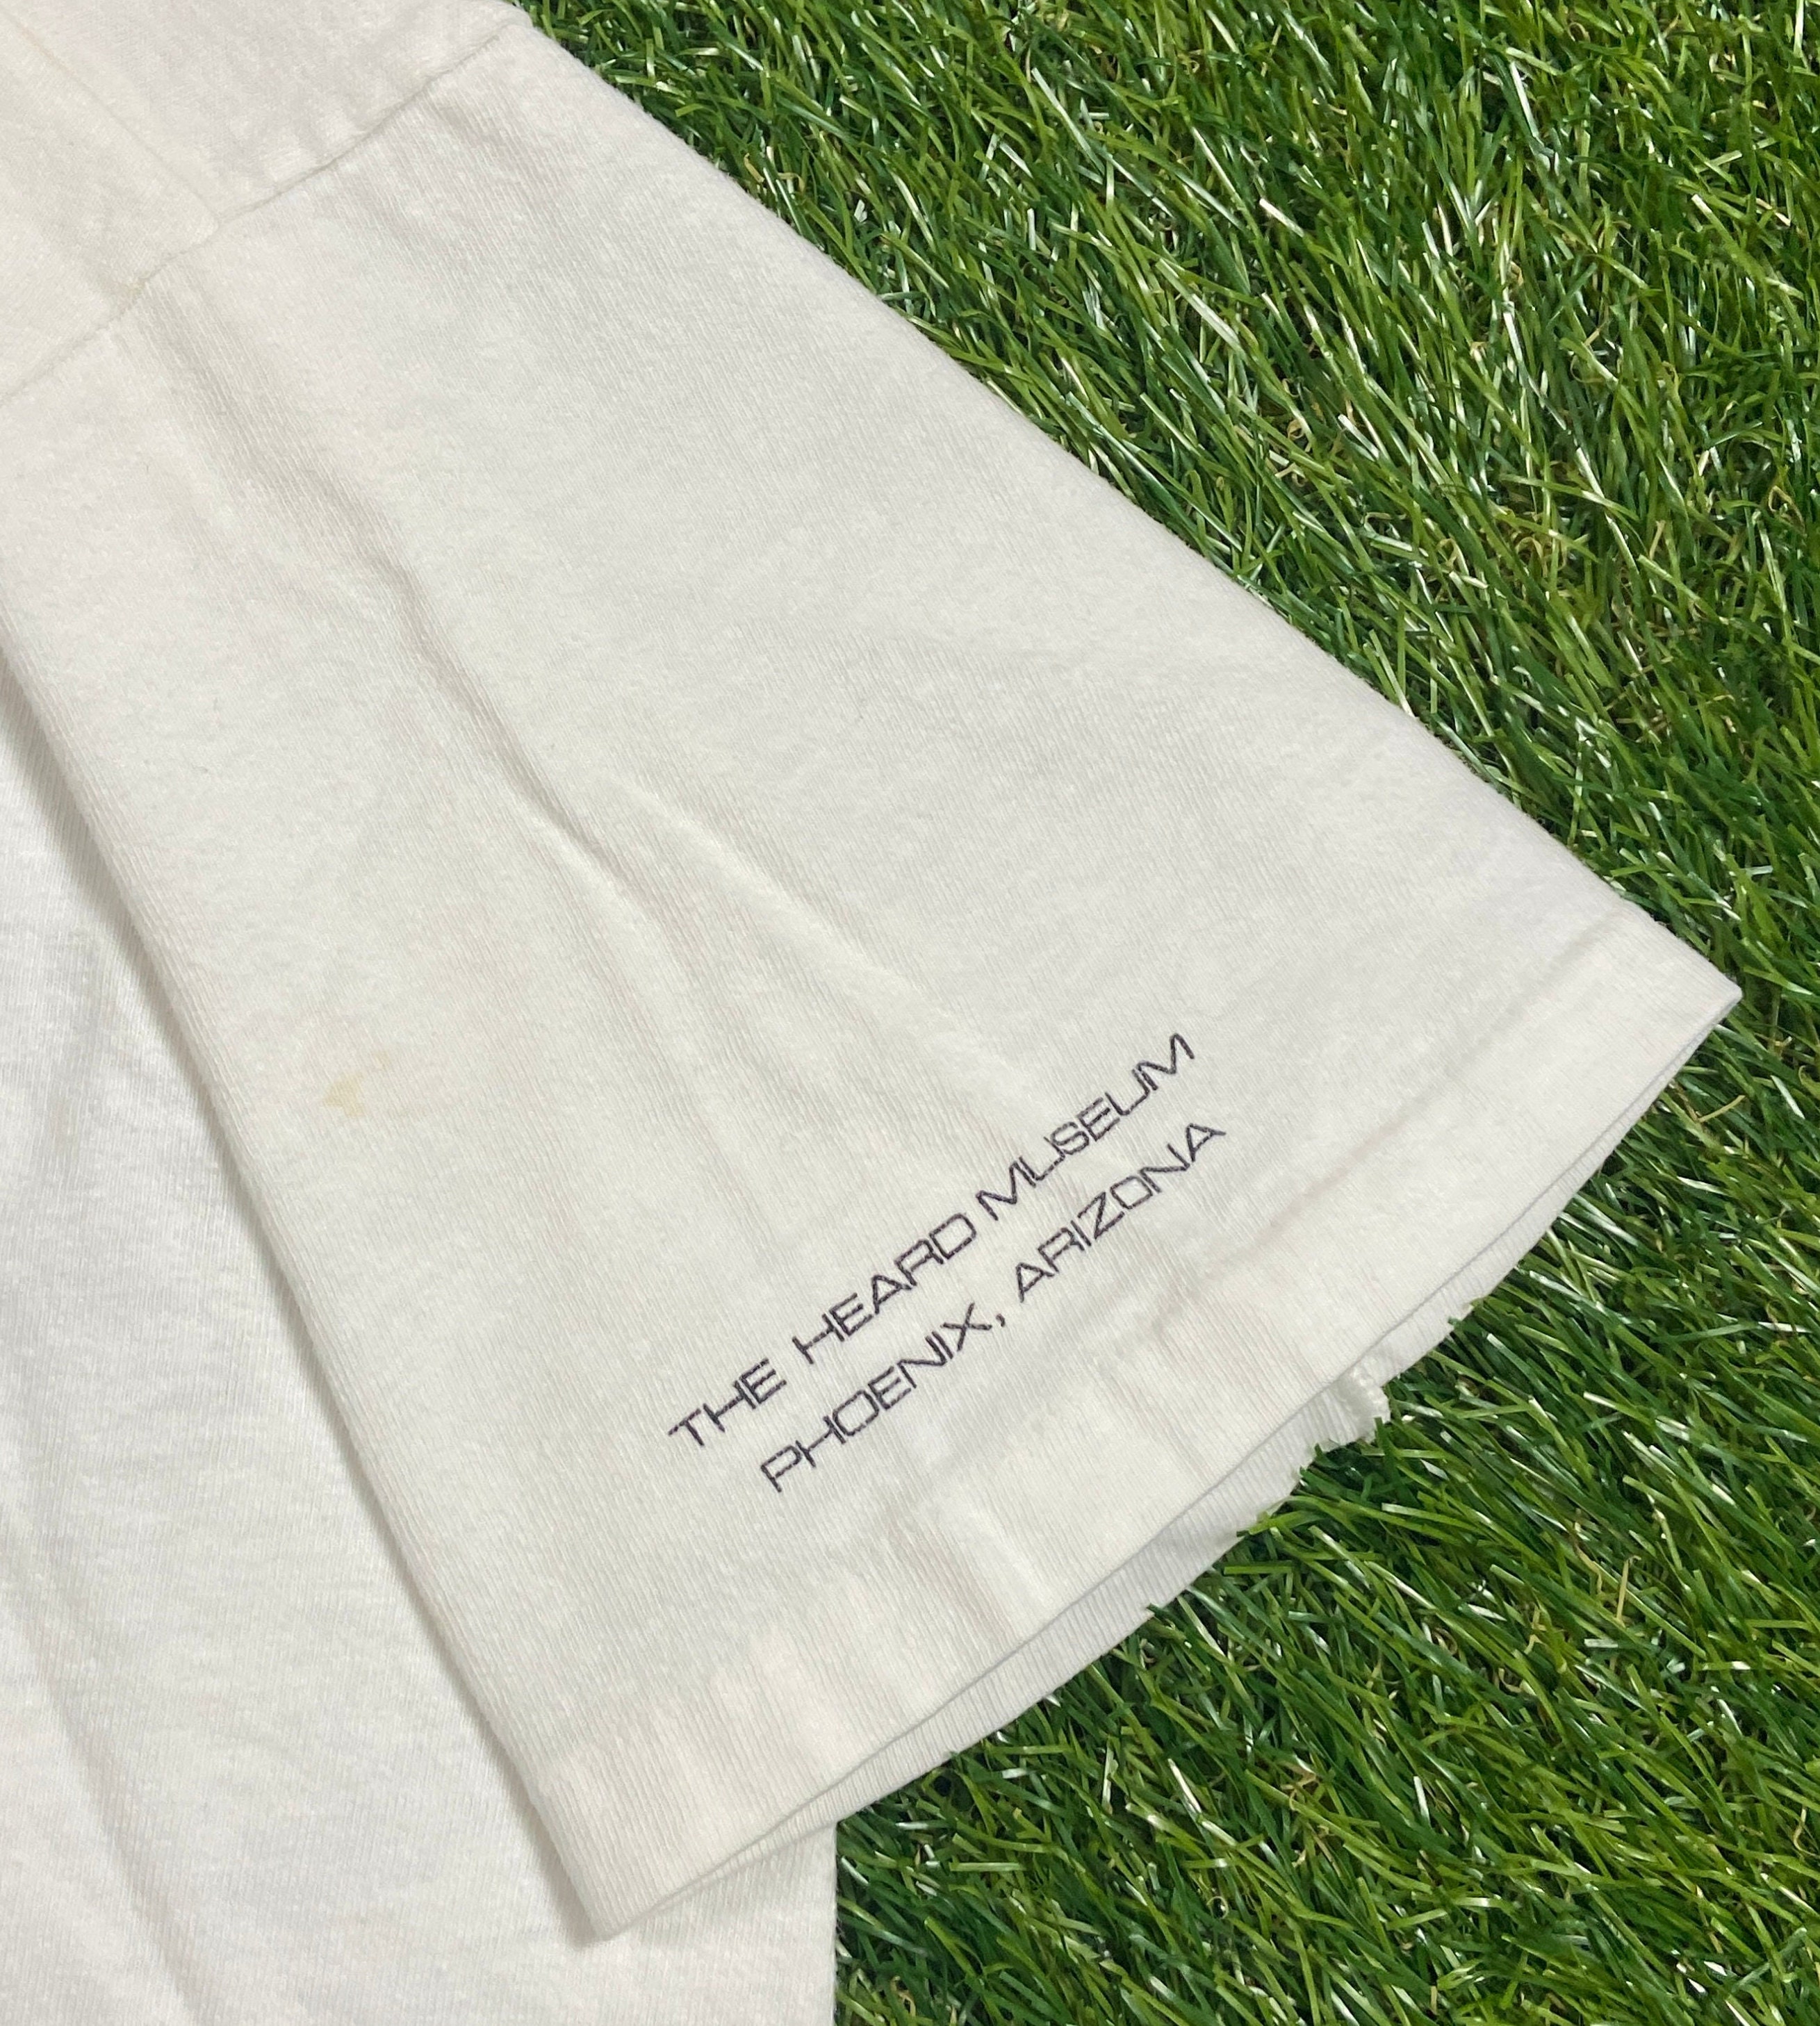 THE HEARD MUSEUM
PHOENIX, ARIZONA